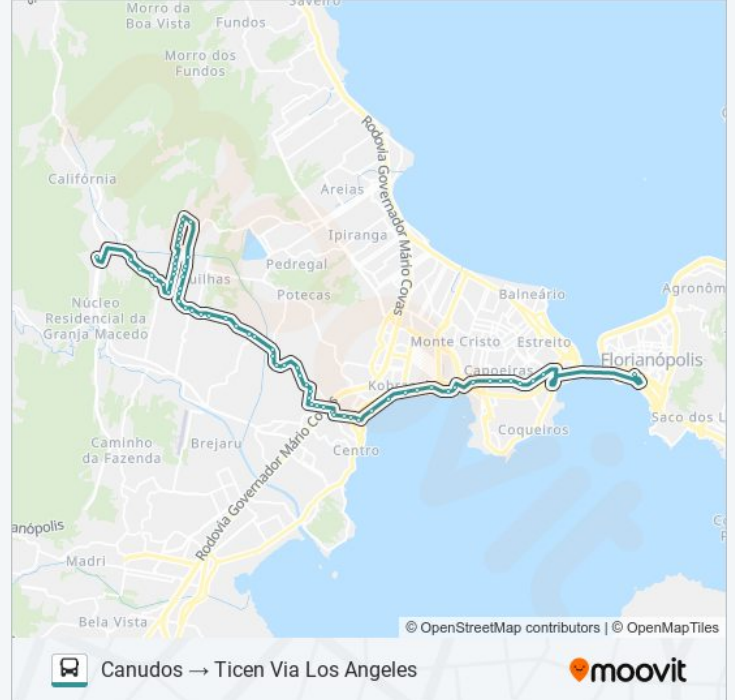 Saveiro
Morro da
Boa Vista
Fundos
Morro dos
Fundos
Rodovia Governador Mário Covas
Califórnia
Areias
Ipiranga
Pedregal
uilhas
Potecas
Balneário
Agronôm
Núcleo
Residencial da
Granja Macedo
Monte Cristo
Estreito
Florianópolis
Capoeiras
Kobra
Saco dos L
Coqueiros
Rodovia Governador Mário Covas
Caminho
da Fazenda
Brejaru
Centro
anópolis
Madri
Bela Vista
© OpenStreetMap contributors | © OpenMapTiles
Canudos → Ticen Via Los Angeles
moovit